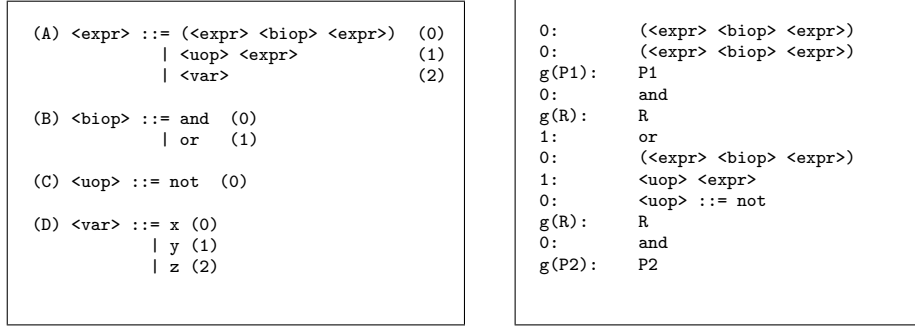 (A) <expr> ::= (<expr> <biop> <expr>) (0)
| <uop> <expr> (1)
| <var> (2)
(B) <biop> ::= and (0)
| or (1)
(C) <uop> ::= not (0)
(D) <var> ::= x (0)
| y (1)
| z (2)
0: (<expr> <biop> <expr>)
0: (<expr> <biop> <expr>)
g(P1): P1
0: and
g(R): R
1: or
0: (<expr> <biop> <expr>)
1: <uop> <expr>
0: <uop> ::= not
g(R): R
0: and
g(P2): P2